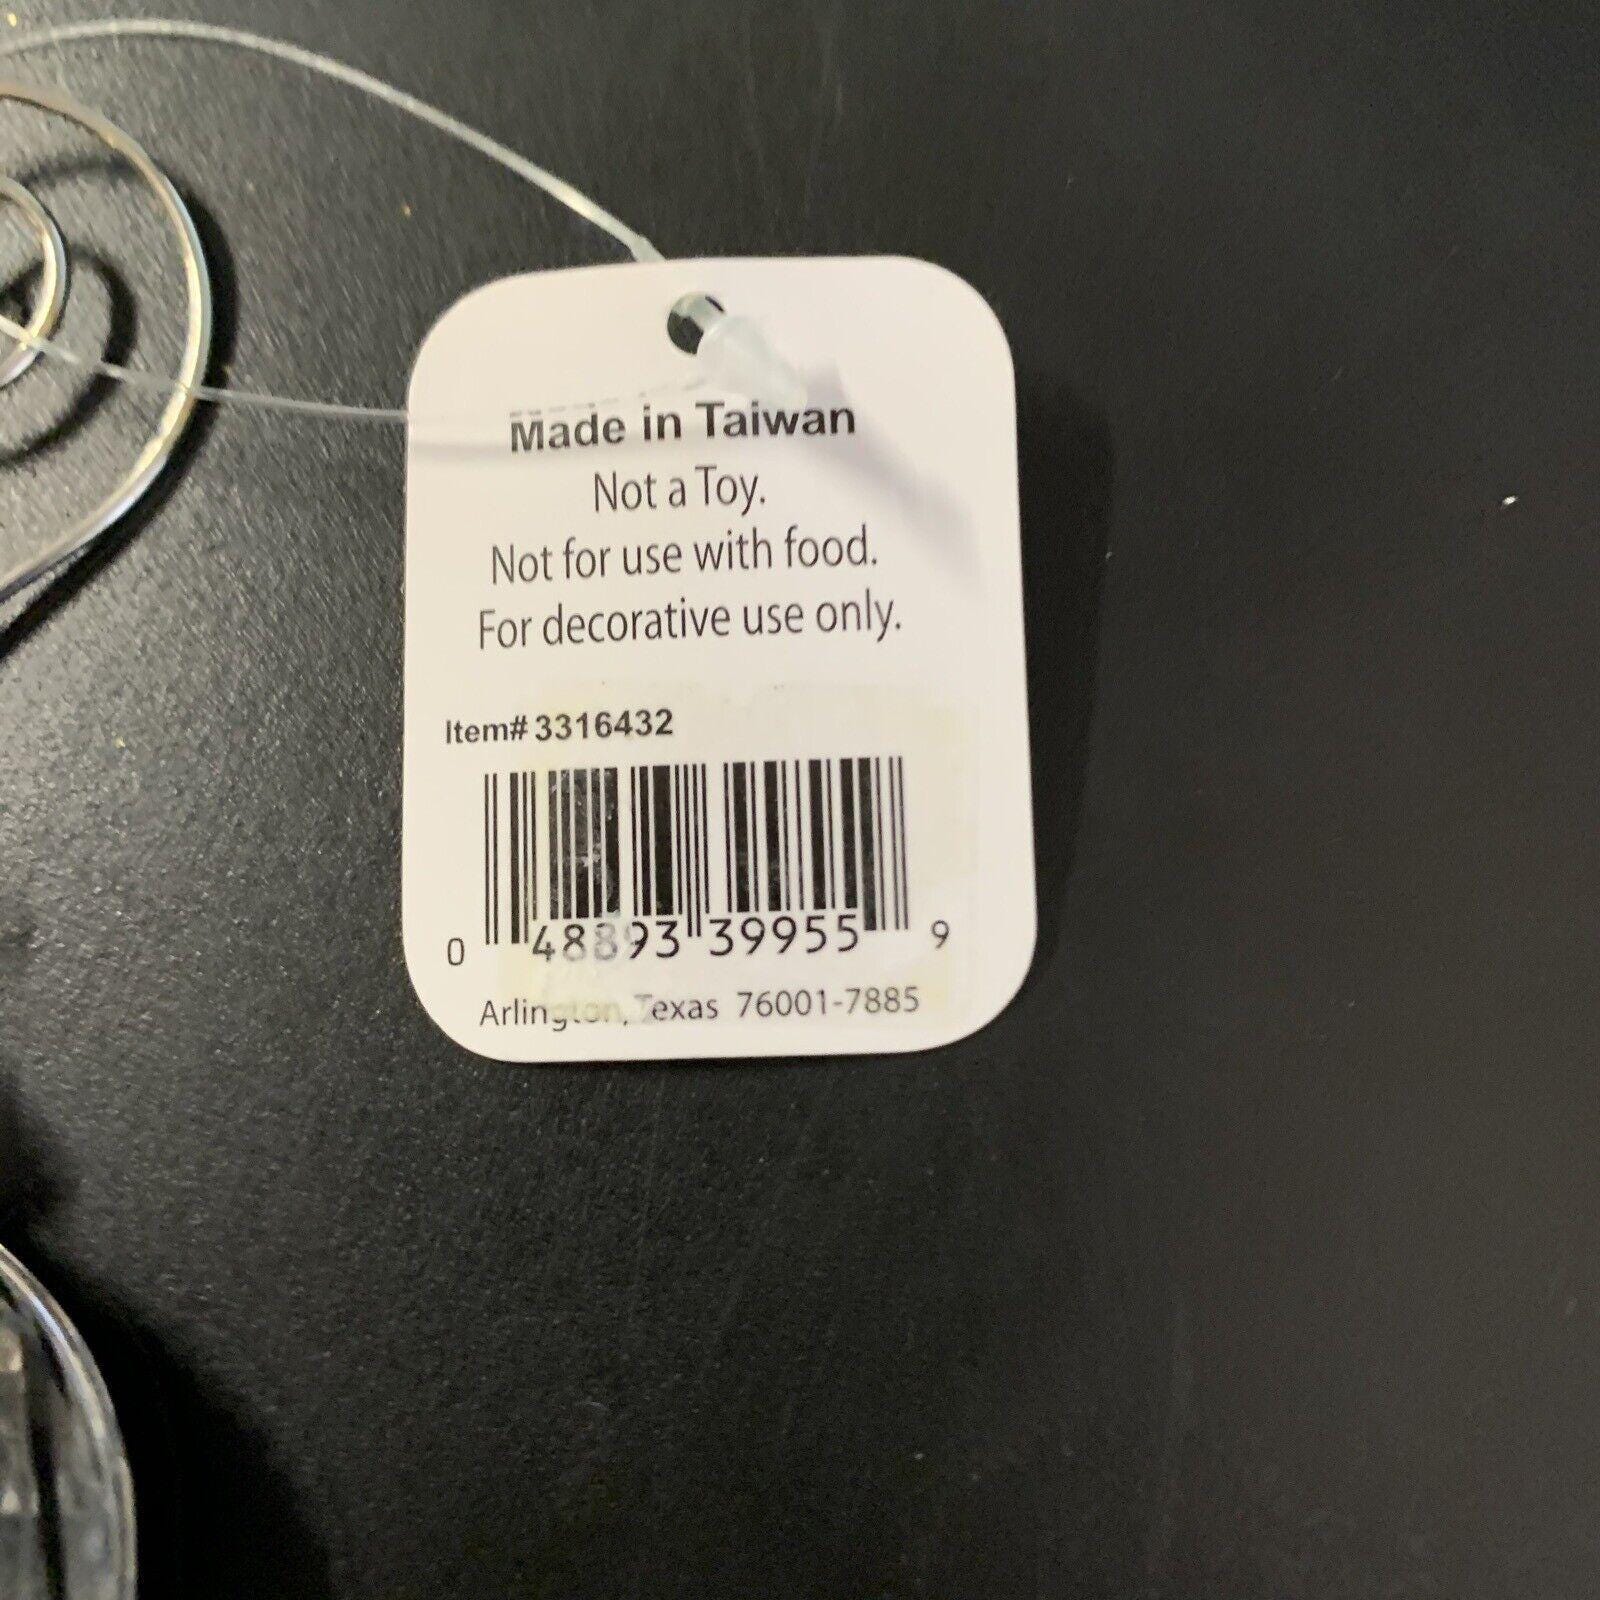 Made in Taiwan
Not a Toy.
Not for use with food.
For decorative use only.
Item# 3316432
0 48893 39955 9
Arlington, Texas 76001-7885